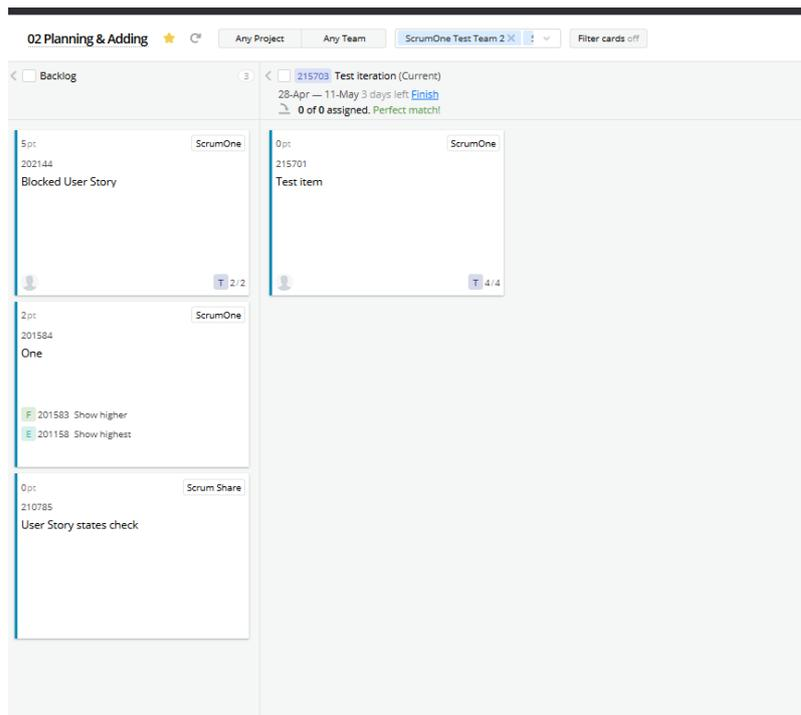 02 Planning & Adding
Any Project
Any Team
ScrumOne Test Team 2
Filter cards off
Backlog
3
215703 Test iteration (Current)
28-Apr — 11-May 3 days left Finish
0 of 0 assigned. Perfect match!
5pt
ScrumOne
202144
Blocked User Story
T 2/2
2pt
ScrumOne
201584
One
F 201583 Show higher
E 201158 Show highest
0pt
Scrum Share
210785
User Story states check
0pt
ScrumOne
215701
Test item
T 4/4